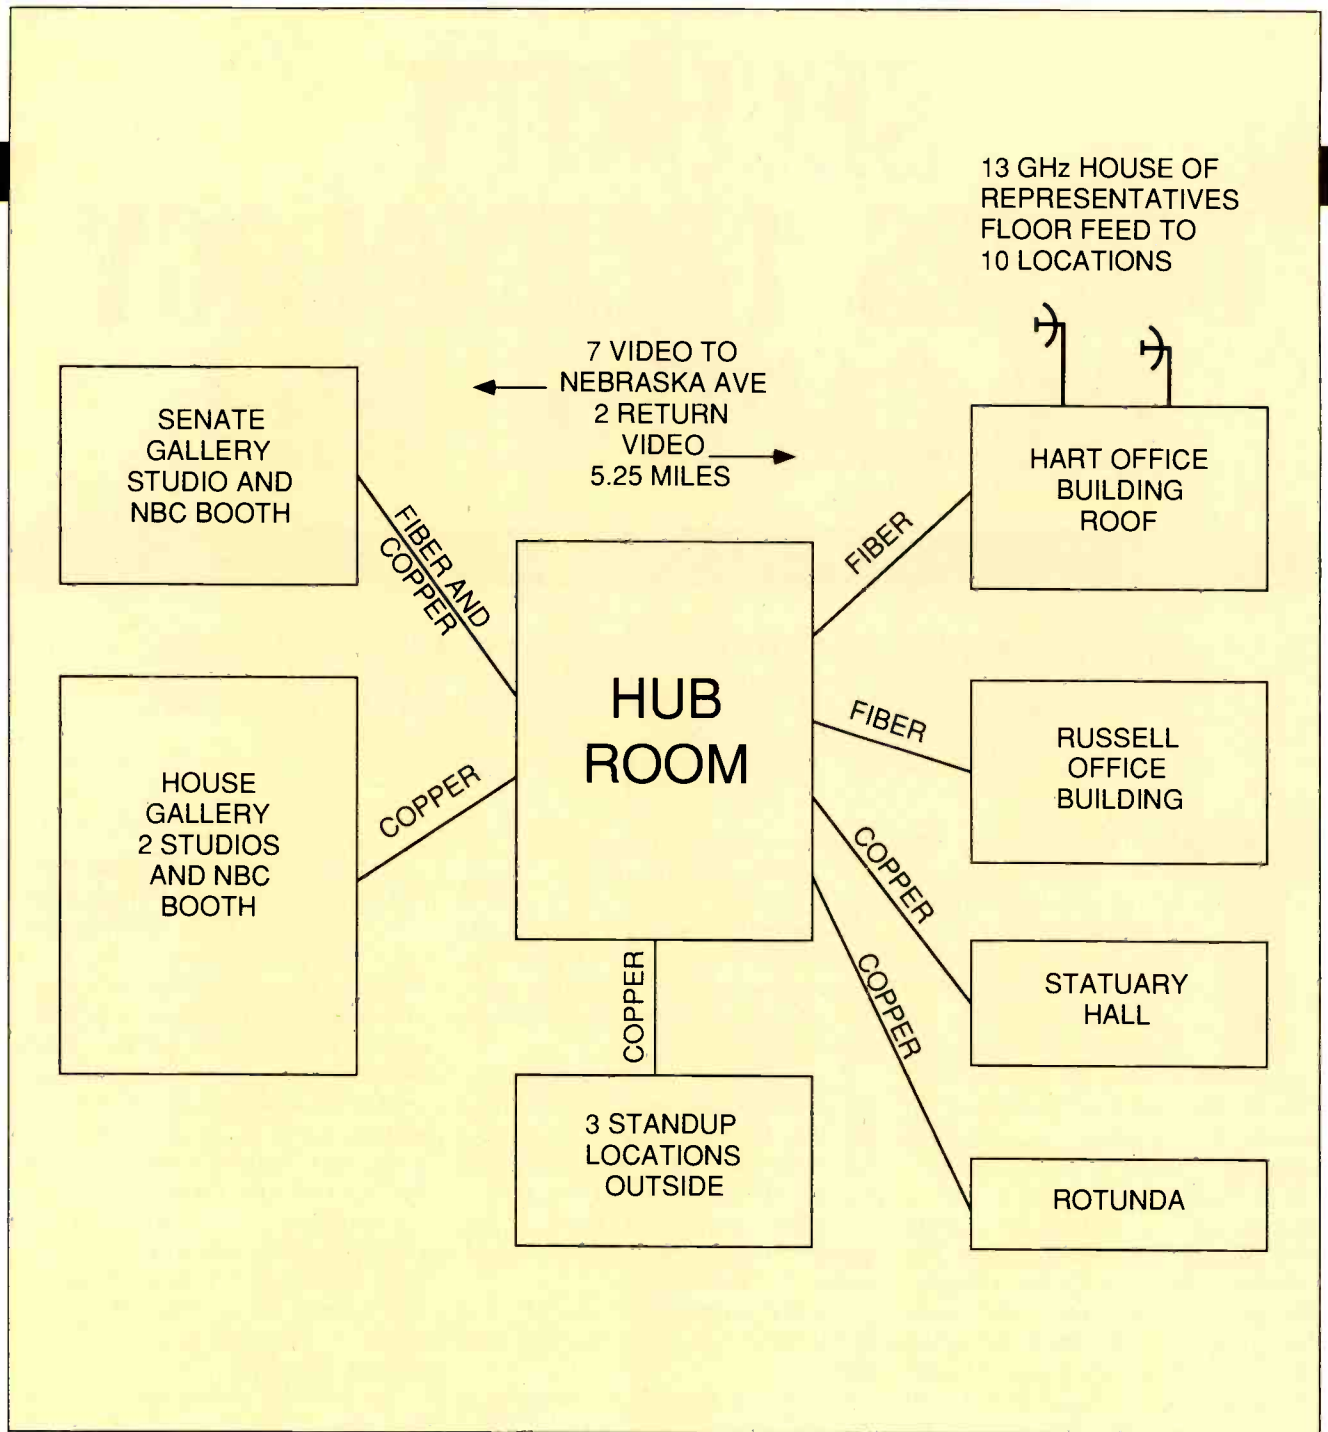 13 GHz HOUSE OF
REPRESENTATIVES
FLOOR FEED TO
10 LOCATIONS
7 VIDEO TO
NEBRASKA AVE
2 RETURN
VIDEO
5.25 MILES
SENATE
GALLERY
STUDIO AND
NBC BOOTH
HART OFFICE
BUILDING
ROOF
FIBER AND
COPPER
FIBER
HUB
ROOM
FIBER
RUSSELL
OFFICE
BUILDING
HOUSE
GALLERY
2 STUDIOS
AND NBC
BOOTH
COPPER
COPPER
STATUARY
HALL
COPPER
COPPER
3 STANDUP
LOCATIONS
OUTSIDE
ROTUNDA